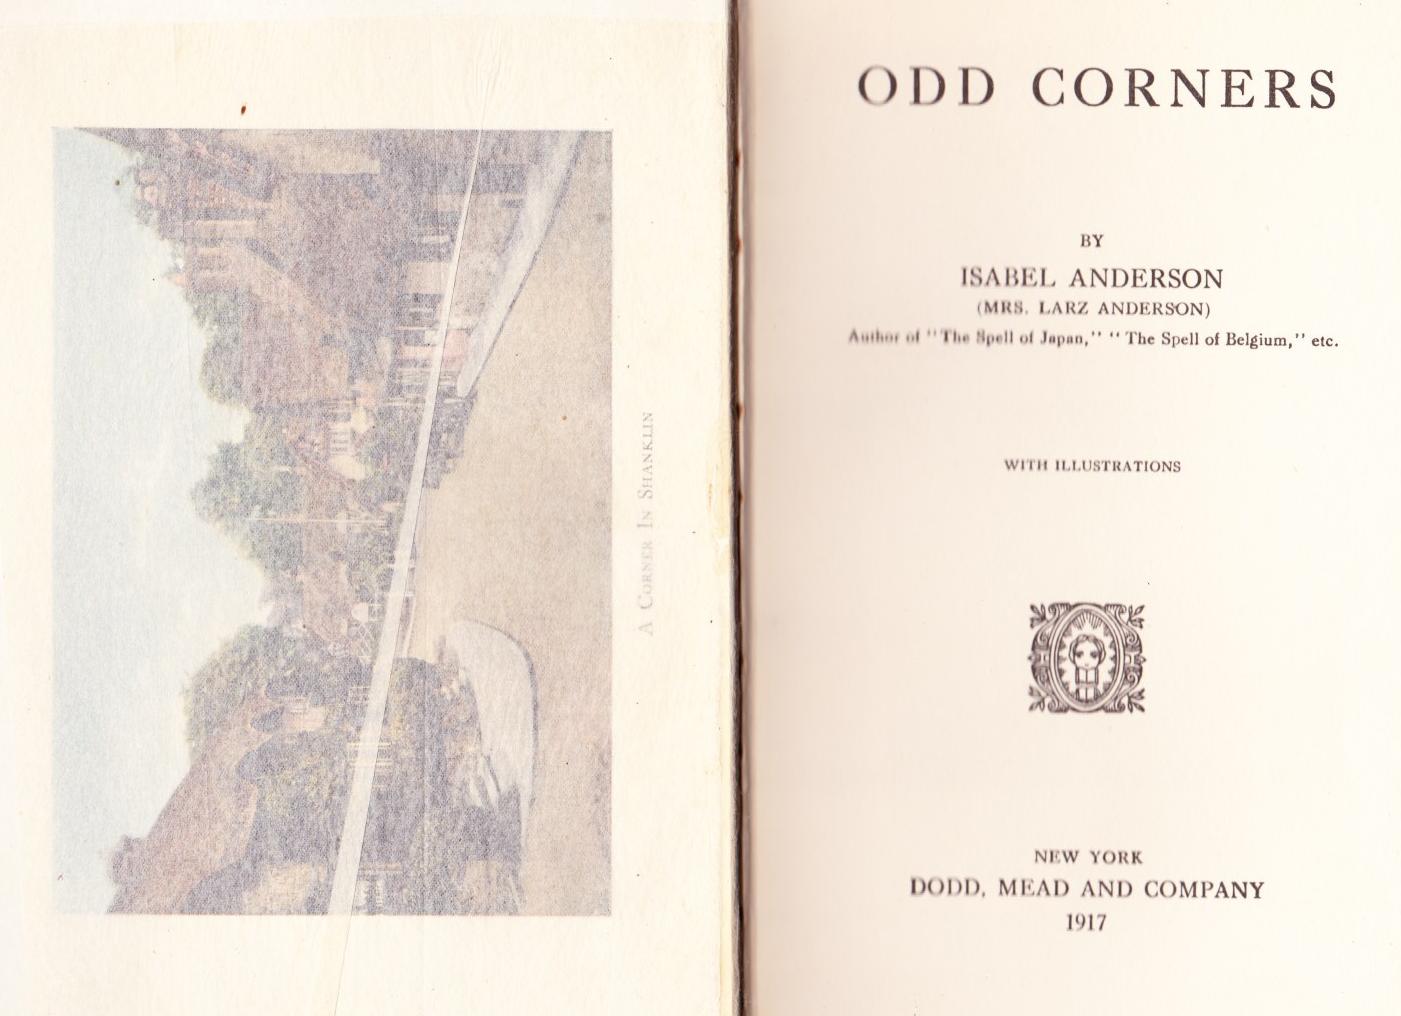 A CORNER IN SHANKLIN
ODD CORNERS
BY
ISABEL ANDERSON
(MRS. LARZ ANDERSON)
Author of "The Spell of Japan," "The Spell of Belgium," etc.
WITH ILLUSTRATIONS
NEW YORK
DODD, MEAD AND COMPANY
1917